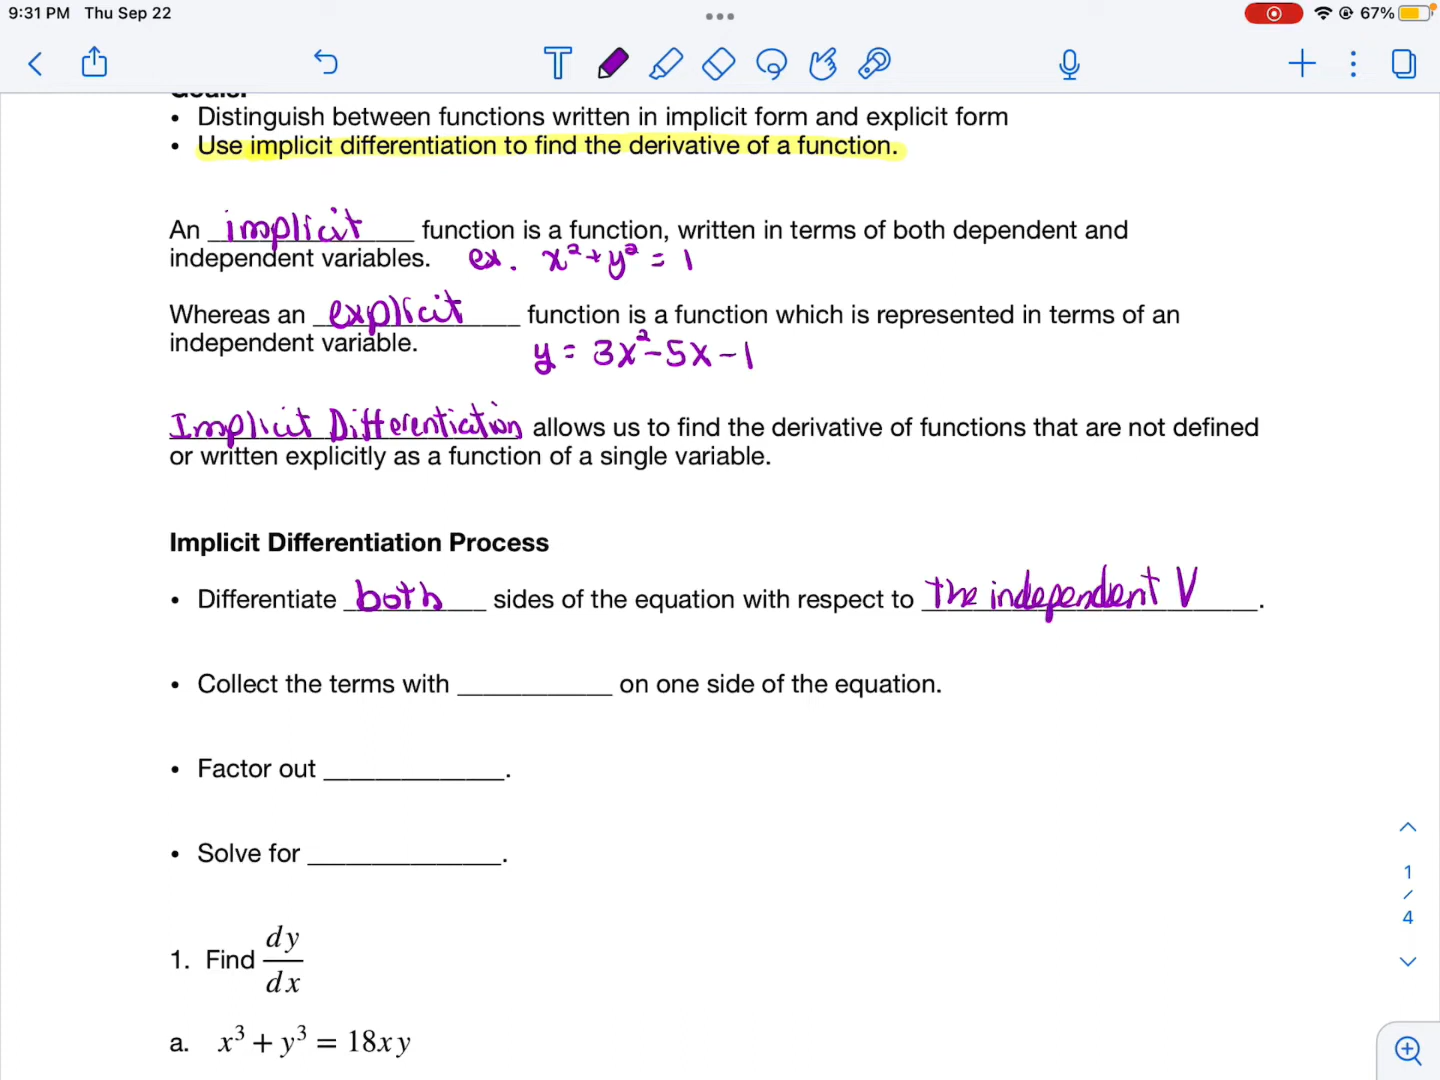 9:31 PM Thu Sep 22
67%
Goals:
• Distinguish between functions written in implicit form and explicit form
• Use implicit differentiation to find the derivative of a function.
An implicit function is a function, written in terms of both dependent and
independent variables. ex. x² + y² = 1
Whereas an explicit function is a function which is represented in terms of an
independent variable.
y = 3x² - 5x - 1
Implicit Differentiation allows us to find the derivative of functions that are not defined
or written explicitly as a function of a single variable.
Implicit Differentiation Process
• Differentiate both sides of the equation with respect to the independent V.
• Collect the terms with ___________ on one side of the equation.
• Factor out _____________.
• Solve for ______________.
1. Find dy/dx
a. x³ + y³ = 18xy
1
/
4